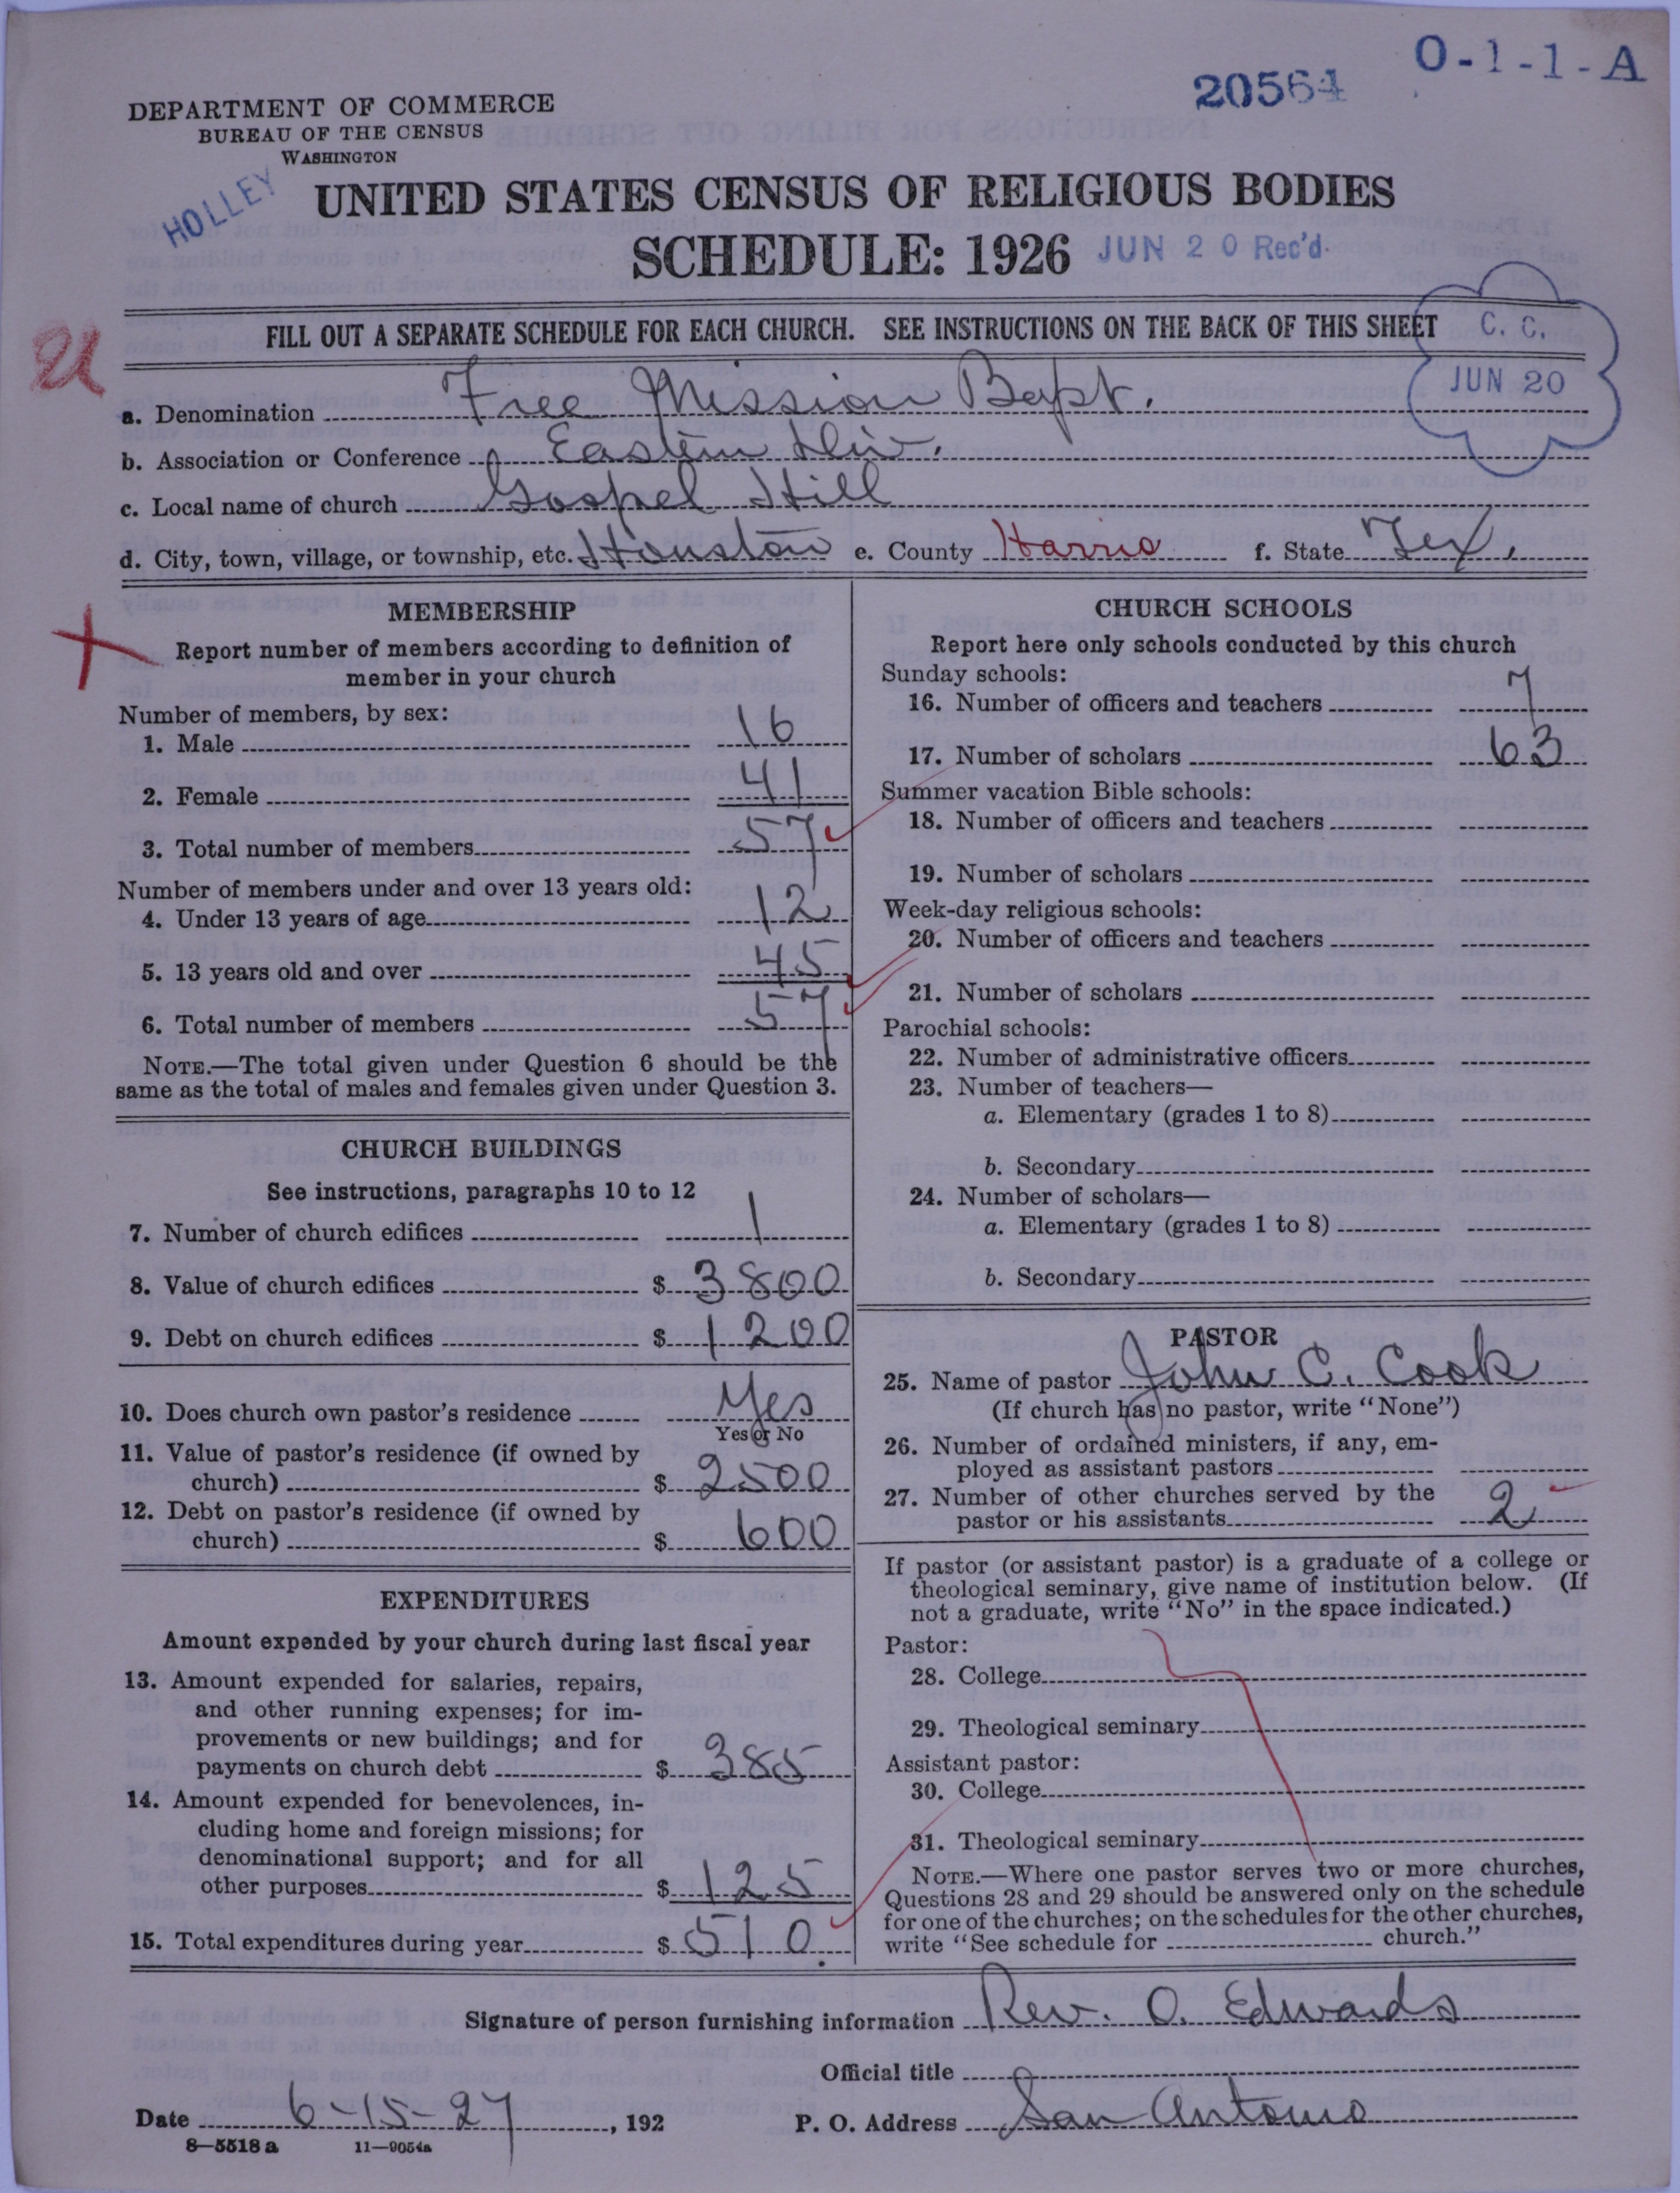 O-1-1-A
20564
DEPARTMENT OF COMMERCE
BUREAU OF THE CENSUS
WASHINGTON
HOLLEY
UNITED STATES CENSUS OF RELIGIOUS BODIES
SCHEDULE: 1926 JUN 20 Rec'd.
FILL OUT A SEPARATE SCHEDULE FOR EACH CHURCH. SEE INSTRUCTIONS ON THE BACK OF THIS SHEET
C. C.
JUN 20
a. Denomination Free Mission Bapt.
b. Association or Conference Eastern Div.
c. Local name of church Gospel Hill
d. City, town, village, or township, etc. Houston e. County Harris f. State Tex.
MEMBERSHIP
Report number of members according to definition of
member in your church
Number of members, by sex:
1. Male 16
2. Female 41
3. Total number of members 57
Number of members under and over 13 years old:
4. Under 13 years of age 12
5. 13 years old and over 45
6. Total number of members 57
NOTE.—The total given under Question 6 should be the
same as the total of males and females given under Question 3.
CHURCH BUILDINGS
See instructions, paragraphs 10 to 12
7. Number of church edifices 1
8. Value of church edifices $ 3800
9. Debt on church edifices $ 1200
10. Does church own pastor's residence Yes
Yes or No
11. Value of pastor's residence (if owned by
church) $ 2500
12. Debt on pastor's residence (if owned by
church) $ 600
EXPENDITURES
Amount expended by your church during last fiscal year
13. Amount expended for salaries, repairs,
and other running expenses; for im-
provements or new buildings; and for
payments on church debt $ 385
14. Amount expended for benevolences, in-
cluding home and foreign missions; for
denominational support; and for all
other purposes $ 125
15. Total expenditures during year $ 510.
CHURCH SCHOOLS
Report here only schools conducted by this church
Sunday schools:
16. Number of officers and teachers 7
17. Number of scholars 63
Summer vacation Bible schools:
18. Number of officers and teachers
19. Number of scholars
Week-day religious schools:
20. Number of officers and teachers
21. Number of scholars
Parochial schools:
22. Number of administrative officers
23. Number of teachers—
a. Elementary (grades 1 to 8)
b. Secondary
24. Number of scholars—
a. Elementary (grades 1 to 8)
b. Secondary
PASTOR
25. Name of pastor John C. Cook
(If church has no pastor, write "None")
26. Number of ordained ministers, if any, em-
ployed as assistant pastors
27. Number of other churches served by the
pastor or his assistants 2
If pastor (or assistant pastor) is a graduate of a college or
theological seminary, give name of institution below. (If
not a graduate, write "No" in the space indicated.)
Pastor:
28. College
29. Theological seminary
Assistant pastor:
30. College
31. Theological seminary
NOTE.—Where one pastor serves two or more churches,
Questions 28 and 29 should be answered only on the schedule
for one of the churches; on the schedules for the other churches,
write "See schedule for church."
Signature of person furnishing information Rev. O. Edwards
Official title
Date 6-15-27, 192 P. O. Address San Antonio
8—5518 a 11—9054a